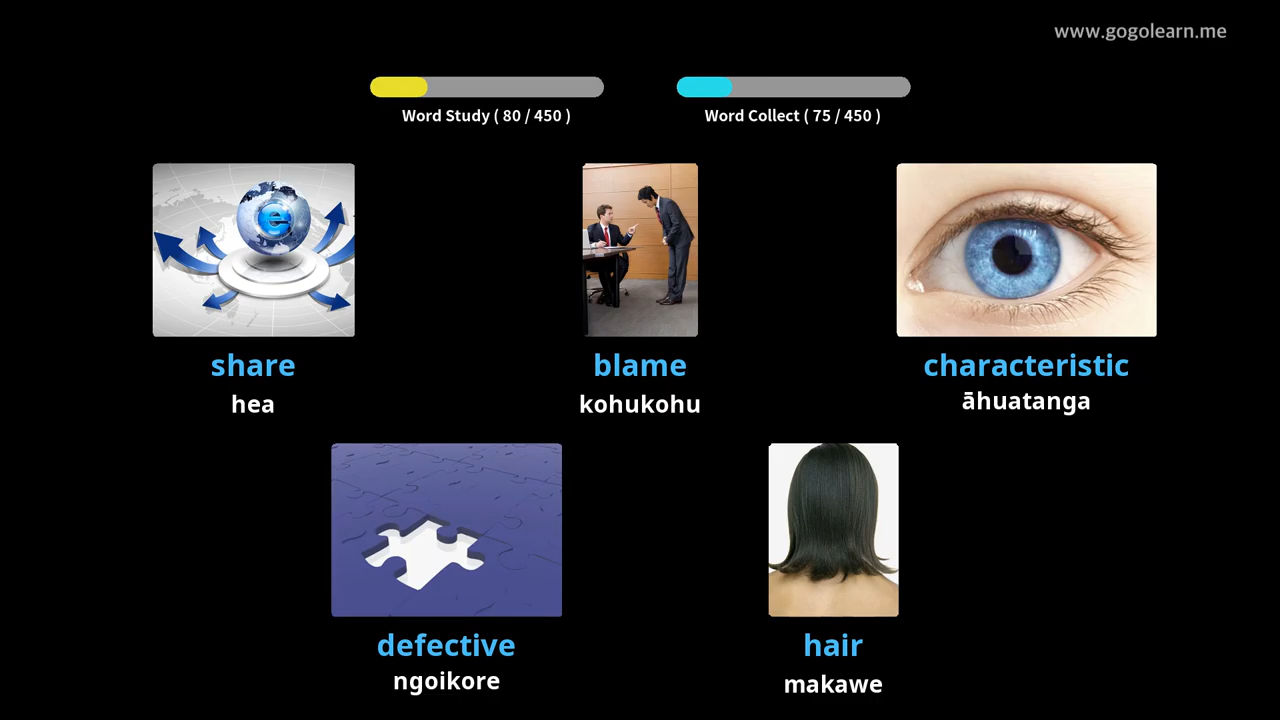 www.gogolearn.me
Word Study ( 80 / 450 )
Word Collect ( 75 / 450 )
e
share
hea
blame
kohukohu
characteristic
āhuatanga
defective
ngoikore
hair
makawe